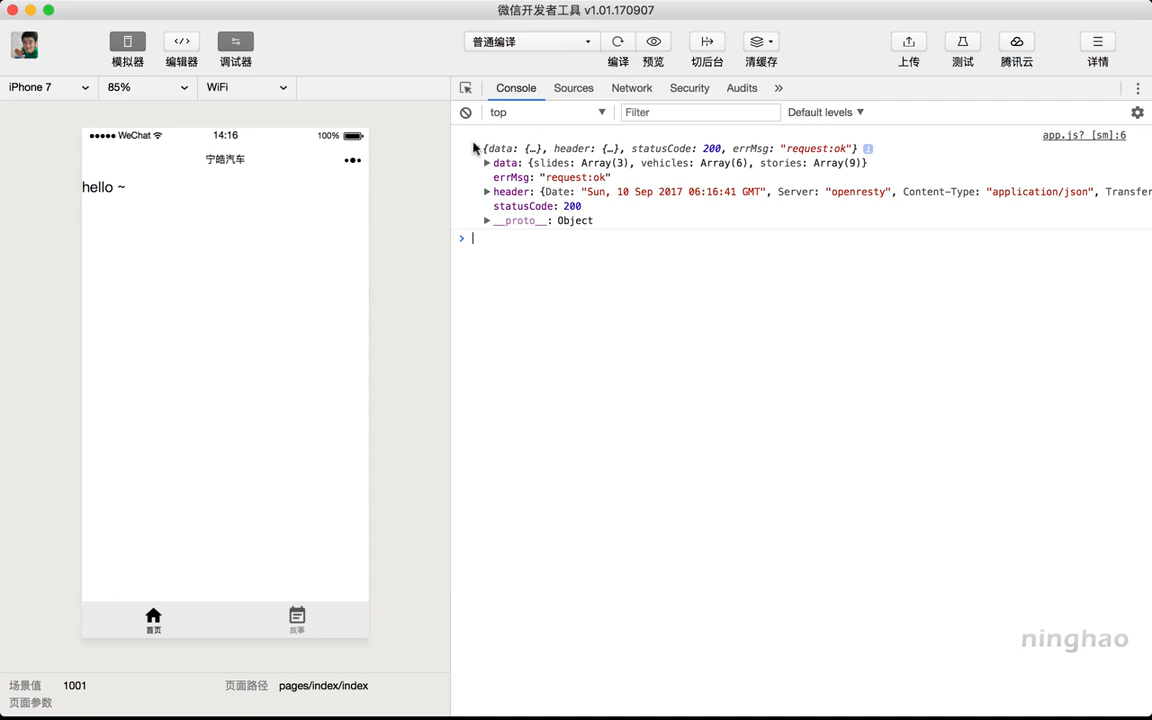 微信开发者工具 v1.01.170907
模拟器 编辑器 调试器
普通编译
编译 预览 切后台 清缓存
上传 测试 腾讯云 详情
iPhone 7 85% WiFi
Console Sources Network Security Audits »
top Filter Default levels ▼
WeChat 14:16 100%
宁皓汽车
hello ~
首页 故事
app.js? [sm]:6
{data: {…}, header: {…}, statusCode: 200, errMsg: "request:ok"}
data: {slides: Array(3), vehicles: Array(6), stories: Array(9)}
errMsg: "request:ok"
header: {Date: "Sun, 10 Sep 2017 06:16:41 GMT", Server: "openresty", Content-Type: "application/json", Transfer
statusCode: 200
__proto__: Object
>
ninghao
场景值 1001 页面路径 pages/index/index
页面参数